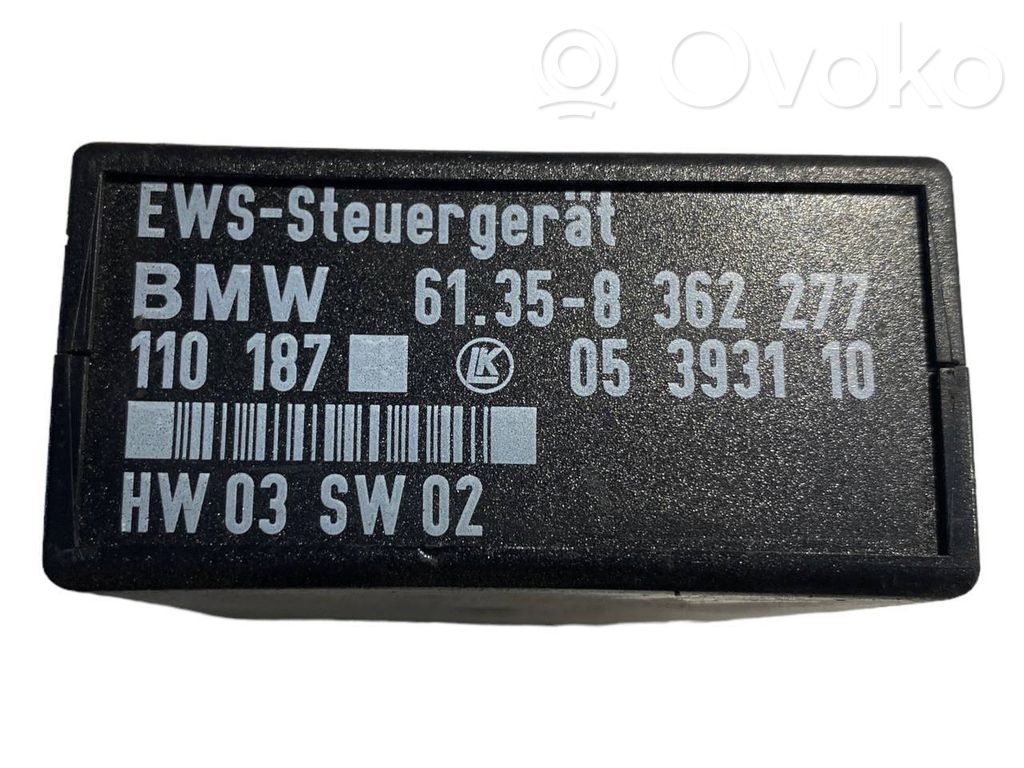 Ovoko
EWS-Steuergerät
BMW 61.35-8 362 277
110 187 LK 05 3931 10
HW 03 SW 02